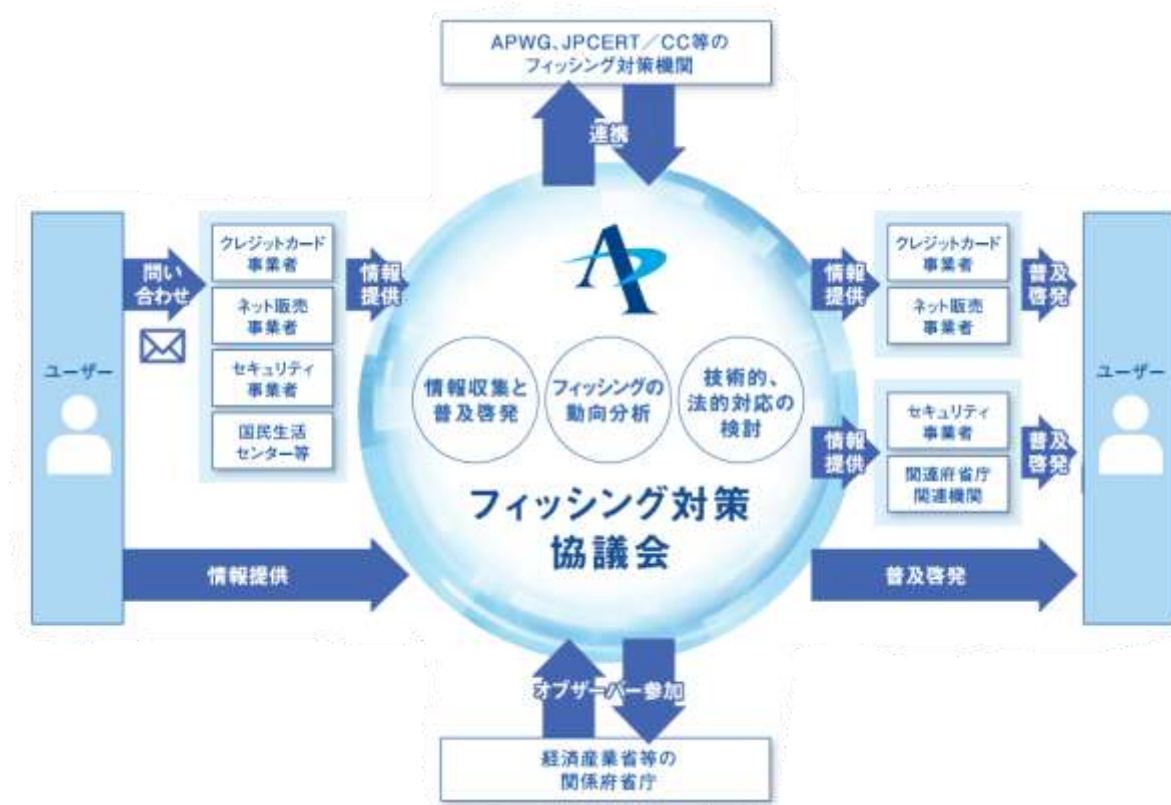 APWG、JPCERT／CC等の
フィッシング対策機関
連携
ユーザー
問い
合わせ
クレジットカード
事業者
ネット販売
事業者
セキュリティ
事業者
国民生活
センター等
情報
提供
情報提供
AP
情報収集と
普及啓発
フィッシングの
動向分析
技術的、
法的対応の
検討
フィッシング対策
協議会
情報
提供
クレジットカード
事業者
ネット販売
事業者
普及
啓発
情報
提供
セキュリティ
事業者
関連府省庁
関連機関
普及
啓発
普及啓発
ユーザー
オブザーバー参加
経済産業省等の
関係府省庁